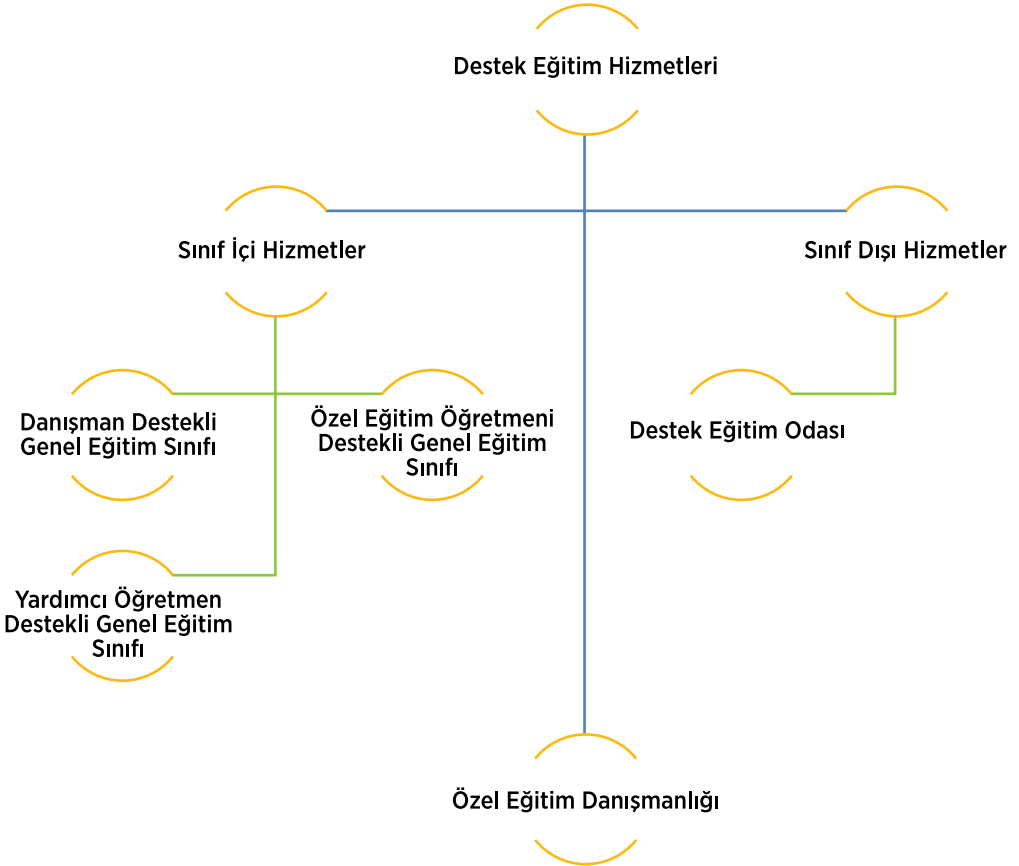 Destek Eğitim Hizmetleri
Sınıf İçi Hizmetler
Sınıf Dışı Hizmetler
Danışman Destekli
Genel Eğitim Sınıfı
Özel Eğitim Öğretmeni
Destekli Genel Eğitim
Sınıfı
Destek Eğitim Odası
Yardımcı Öğretmen
Destekli Genel Eğitim
Sınıfı
Özel Eğitim Danışmanlığı